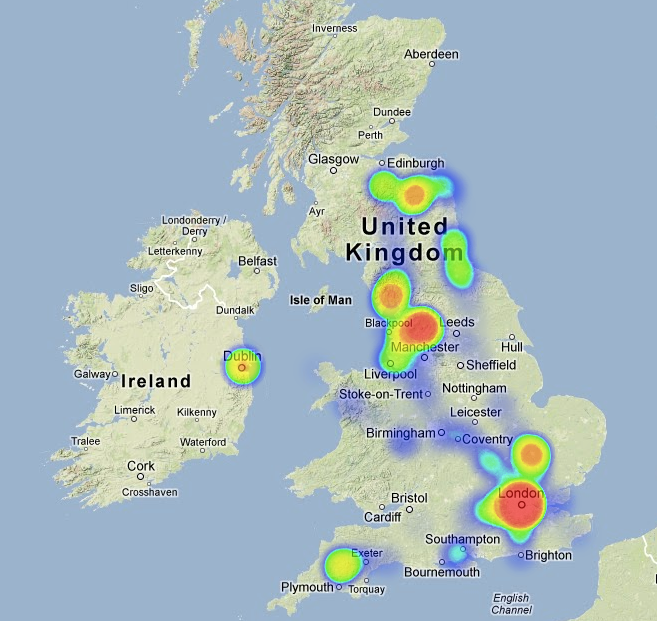 Inverness
Aberdeen
Dundee
Perth
Glasgow
Edinburgh
Ayr
United
Kingdom
Londonderry /
Derry
Letterkenny
Belfast
Sligo
Isle of Man
Dundalk
Blackpool
Leeds
Manchester
Hull
Dublin
Galway
Ireland
Liverpool
Sheffield
Stoke-on-Trent
Nottingham
Limerick
Kilkenny
Leicester
Tralee
Waterford
Birmingham
Coventry
Cork
Crosshaven
London
Bristol
Cardiff
Southampton
Exeter
Brighton
Bournemouth
Plymouth
Torquay
English
Channel